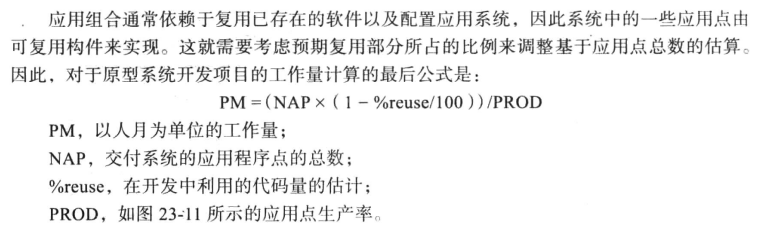 应用组合通常依赖于复用已存在的软件以及配置应用系统，因此系统中的一些应用点由
可复用构件来实现。这就需要考虑预期复用部分所占的比例来调整基于应用点总数的估算。
因此，对于原型系统开发项目的工作量计算的最后公式是：
PM =(NAP × ( 1 - %reuse/100 ))/PROD
PM，以人月为单位的工作量；
NAP，交付系统的应用程序点的总数；
%reuse，在开发中利用的代码量的估计；
PROD，如图 23-11 所示的应用点生产率。